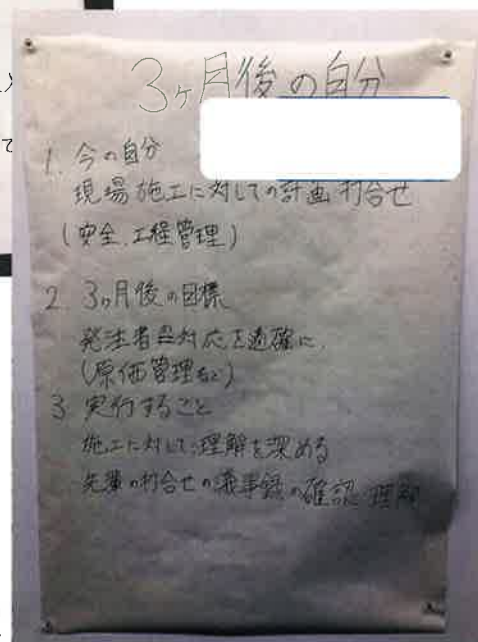 3ヶ月後の自分
1. 今の自分
現場施工に対しての計画 打合せ
(安全.工程管理)
2. 3ヶ月後の目標
発注者 対応を適確に.
(原価管理など)
3. 実行すること
施工に対して理解を深める
先輩の打合せの議事録の確認 理解
て